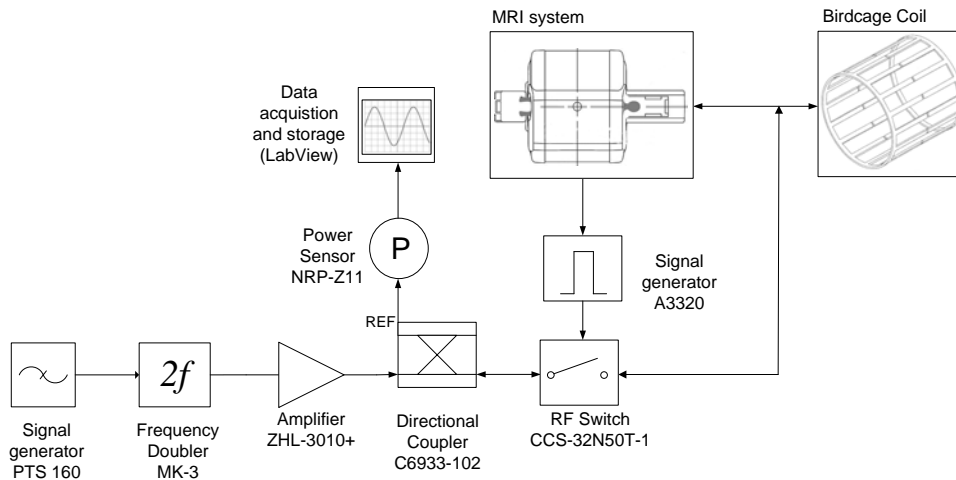 MRI system
Birdcage Coil
Data
acquistion
and storage
(LabView)
Power
Sensor
NRP-Z11
P
Signal
generator
A3320
REF
2f
Signal
generator
PTS 160
Frequency
Doubler
MK-3
Amplifier
ZHL-3010+
Directional
Coupler
C6933-102
RF Switch
CCS-32N50T-1